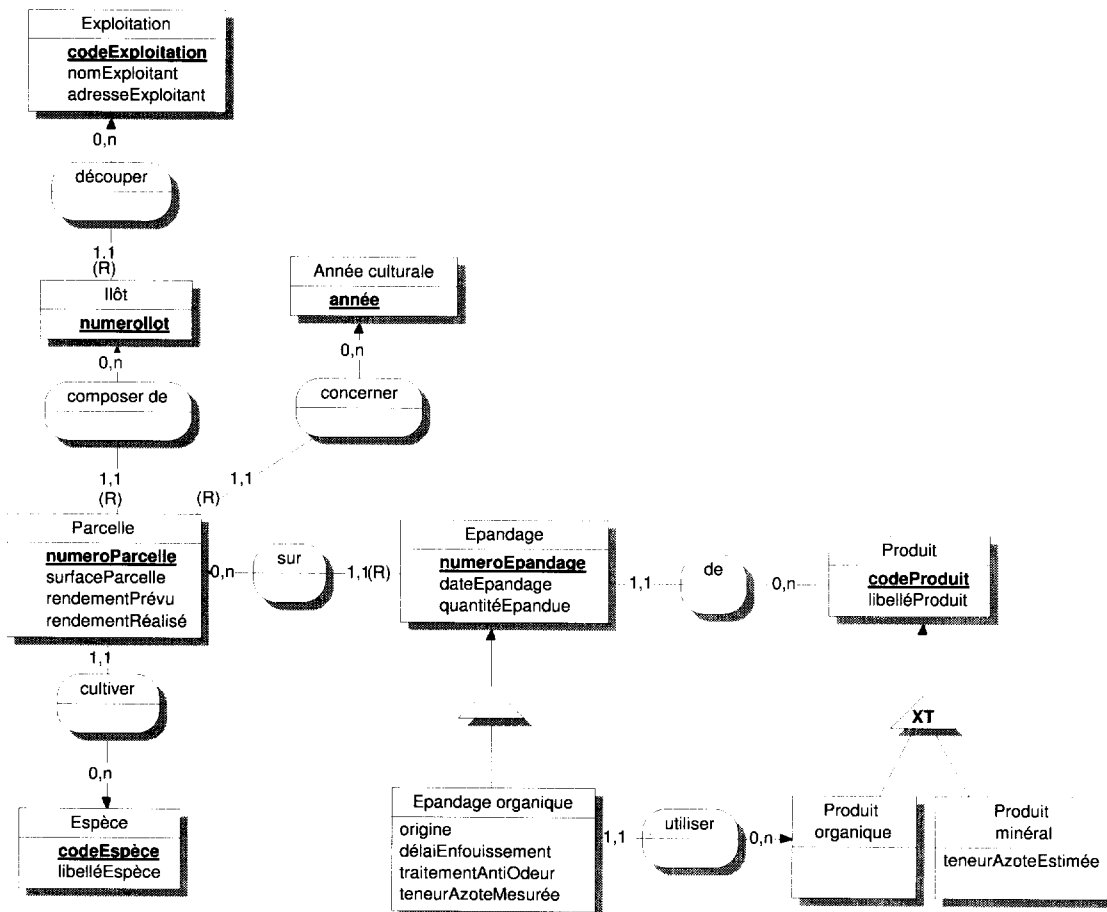 Exploitation
codeExploitation
nomExploitant
adresseExploitant
0,n
découper
1,1
(R)
Ilôt
numeroIlot
0,n
composer de
1,1
(R)
Année culturale
année
0,n
concerner
1,1
(R)
Parcelle
numeroParcelle
surfaceParcelle
rendementPrévu
rendementRéalisé
0,n
sur
1,1(R)
Epandage
numeroEpandage
dateEpandage
quantitéEpandue
1,1
de
0,n
Produit
codeProduit
libelléProduit
1,1
cultiver
0,n
Espèce
codeEspèce
libelléEspèce
XT
Epandage organique
origine
délaiEnfouissement
traitementAntiOdeur
teneurAzoteMesurée
1,1
utiliser
0,n
Produit
organique
Produit
minéral
teneurAzoteEstimée